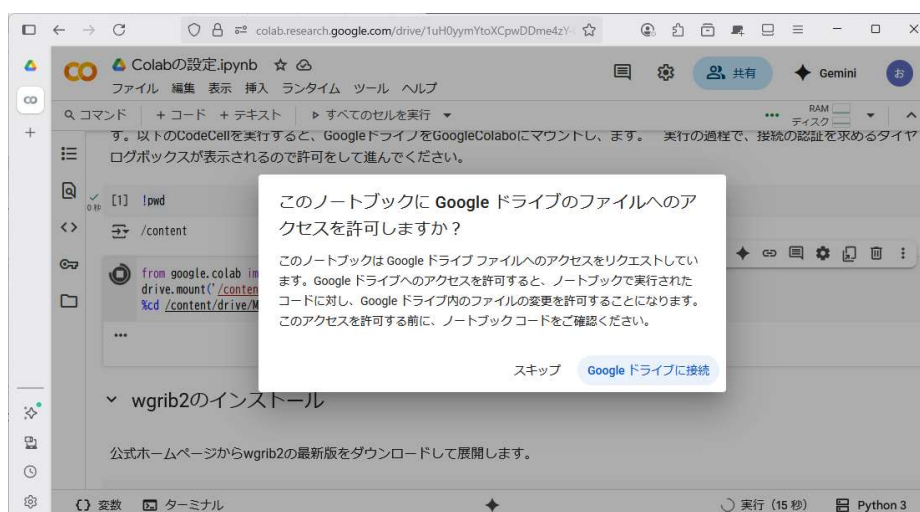 colab.research.google.com/drive/1uH0yymYtoXCpwDDme4zY
CO
Colabの設定.ipynb
共有
Gemini
お
ファイル 編集 表示 挿入 ランタイム ツール ヘルプ
コマンド + コード + テキスト すべてのセルを実行
RAM
ディスク
す。以下のCodeCellを実行すると、GoogleドライブをGoogleColaboにマウントし、ます。 実行の過程で、接続の認証を求めるダイヤ
ログボックスが表示されるので許可をして進んでください。
[1] !pwd
0秒
/content
from google.colab im
drive.mount('/conten
%cd /content/drive/M
このノートブックに Google ドライブのファイルへのア
クセスを許可しますか？
このノートブックは Google ドライブ ファイルへのアクセスをリクエストしてい
ます。Google ドライブへのアクセスを許可すると、ノートブックで実行された
コードに対し、Google ドライブ内のファイルの変更を許可することになります。
このアクセスを許可する前に、ノートブック コードをご確認ください。
スキップ Google ドライブに接続
wgrib2のインストール
公式ホームページからwgrib2の最新版をダウンロードして展開します。
変数 ターミナル 実行（15 秒） Python 3